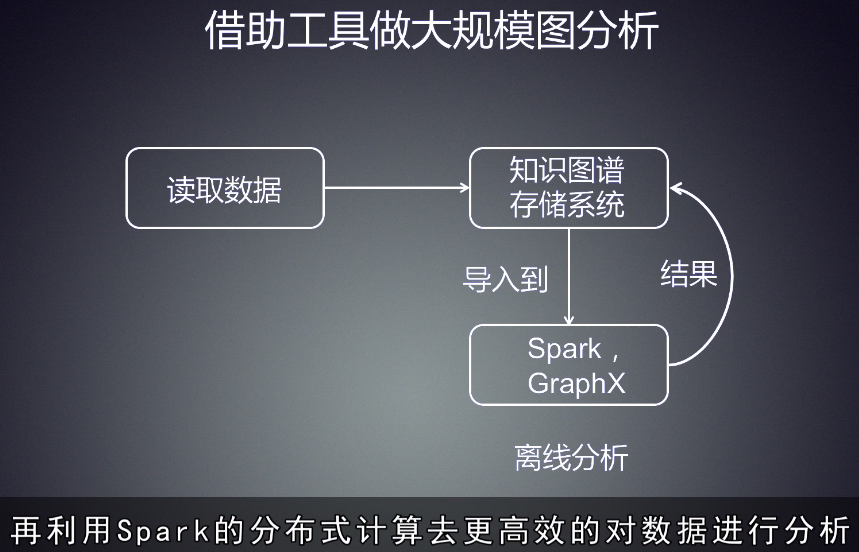 借助工具做大规模图分析
读取数据
知识图谱
存储系统
导入到
结果
Spark，
GraphX
离线分析
再利用Spark的分布式计算去更高效的对数据进行分析